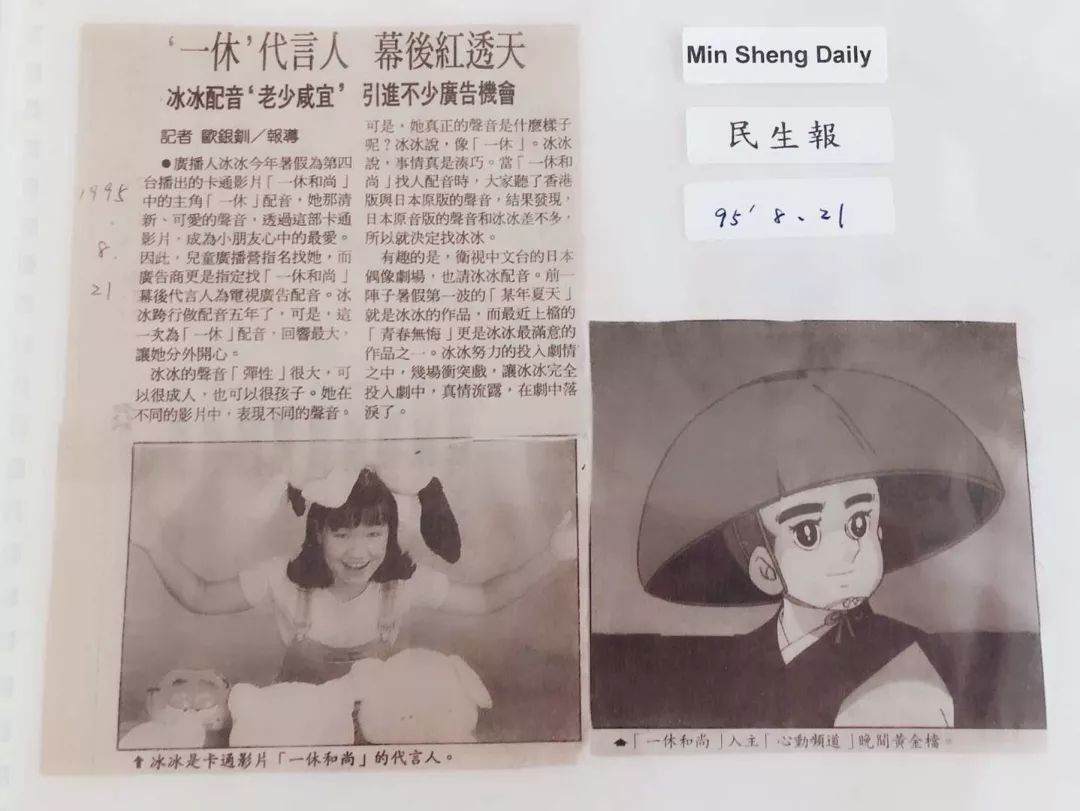 ‘一休’代言人 幕後紅透天
冰冰配音‘老少咸宜’ 引進不少廣告機會
記者 歐銀釧／報導
●廣播人冰冰今年暑假為第四
台播出的卡通影片「一休和尚」
中的主角「一休」配音，她那清
新、可愛的聲音，透過這部卡通
影片，成為小朋友心中的最愛。
因此，兒童廣播營指名找她，而
廣告商更是指定找「一休和尚」
幕後代言人為電視廣告配音。冰
冰跨行做配音五年了，可是，這
一次為「一休」配音，回響最大，
讓她分外開心。
冰冰的聲音「彈性」很大，可
以很成人，也可以很孩子。她在
不同的影片中，表現不同的聲音。
可是，她真正的聲音是什麼樣子
呢？冰冰說，像「一休」。冰冰
說，事情真是湊巧。當「一休和
尚」找人配音時，大家聽了香港
版與日本原版的聲音，結果發現，
日本原音版的聲音和冰冰差不多，
所以就決定找冰冰。
有趣的是，衛視中文台的日本
偶像劇場，也請冰冰配音。前一
陣子暑假第一波的「某年夏天」
就是冰冰的作品，而最近上檔的
「青春無悔」更是冰冰最滿意的
作品之一。冰冰努力的投入劇情
之中，幾場衝突戲，讓冰冰完全
投入劇中，真情流露，在劇中落
淚了。
1995
.
8.
21
Min Sheng Daily
民生報
95' 8. 21
⬆冰冰是卡通影片「一休和尚」的代言人。
「一休和尚」入主「心動頻道」晚間黃金檔。